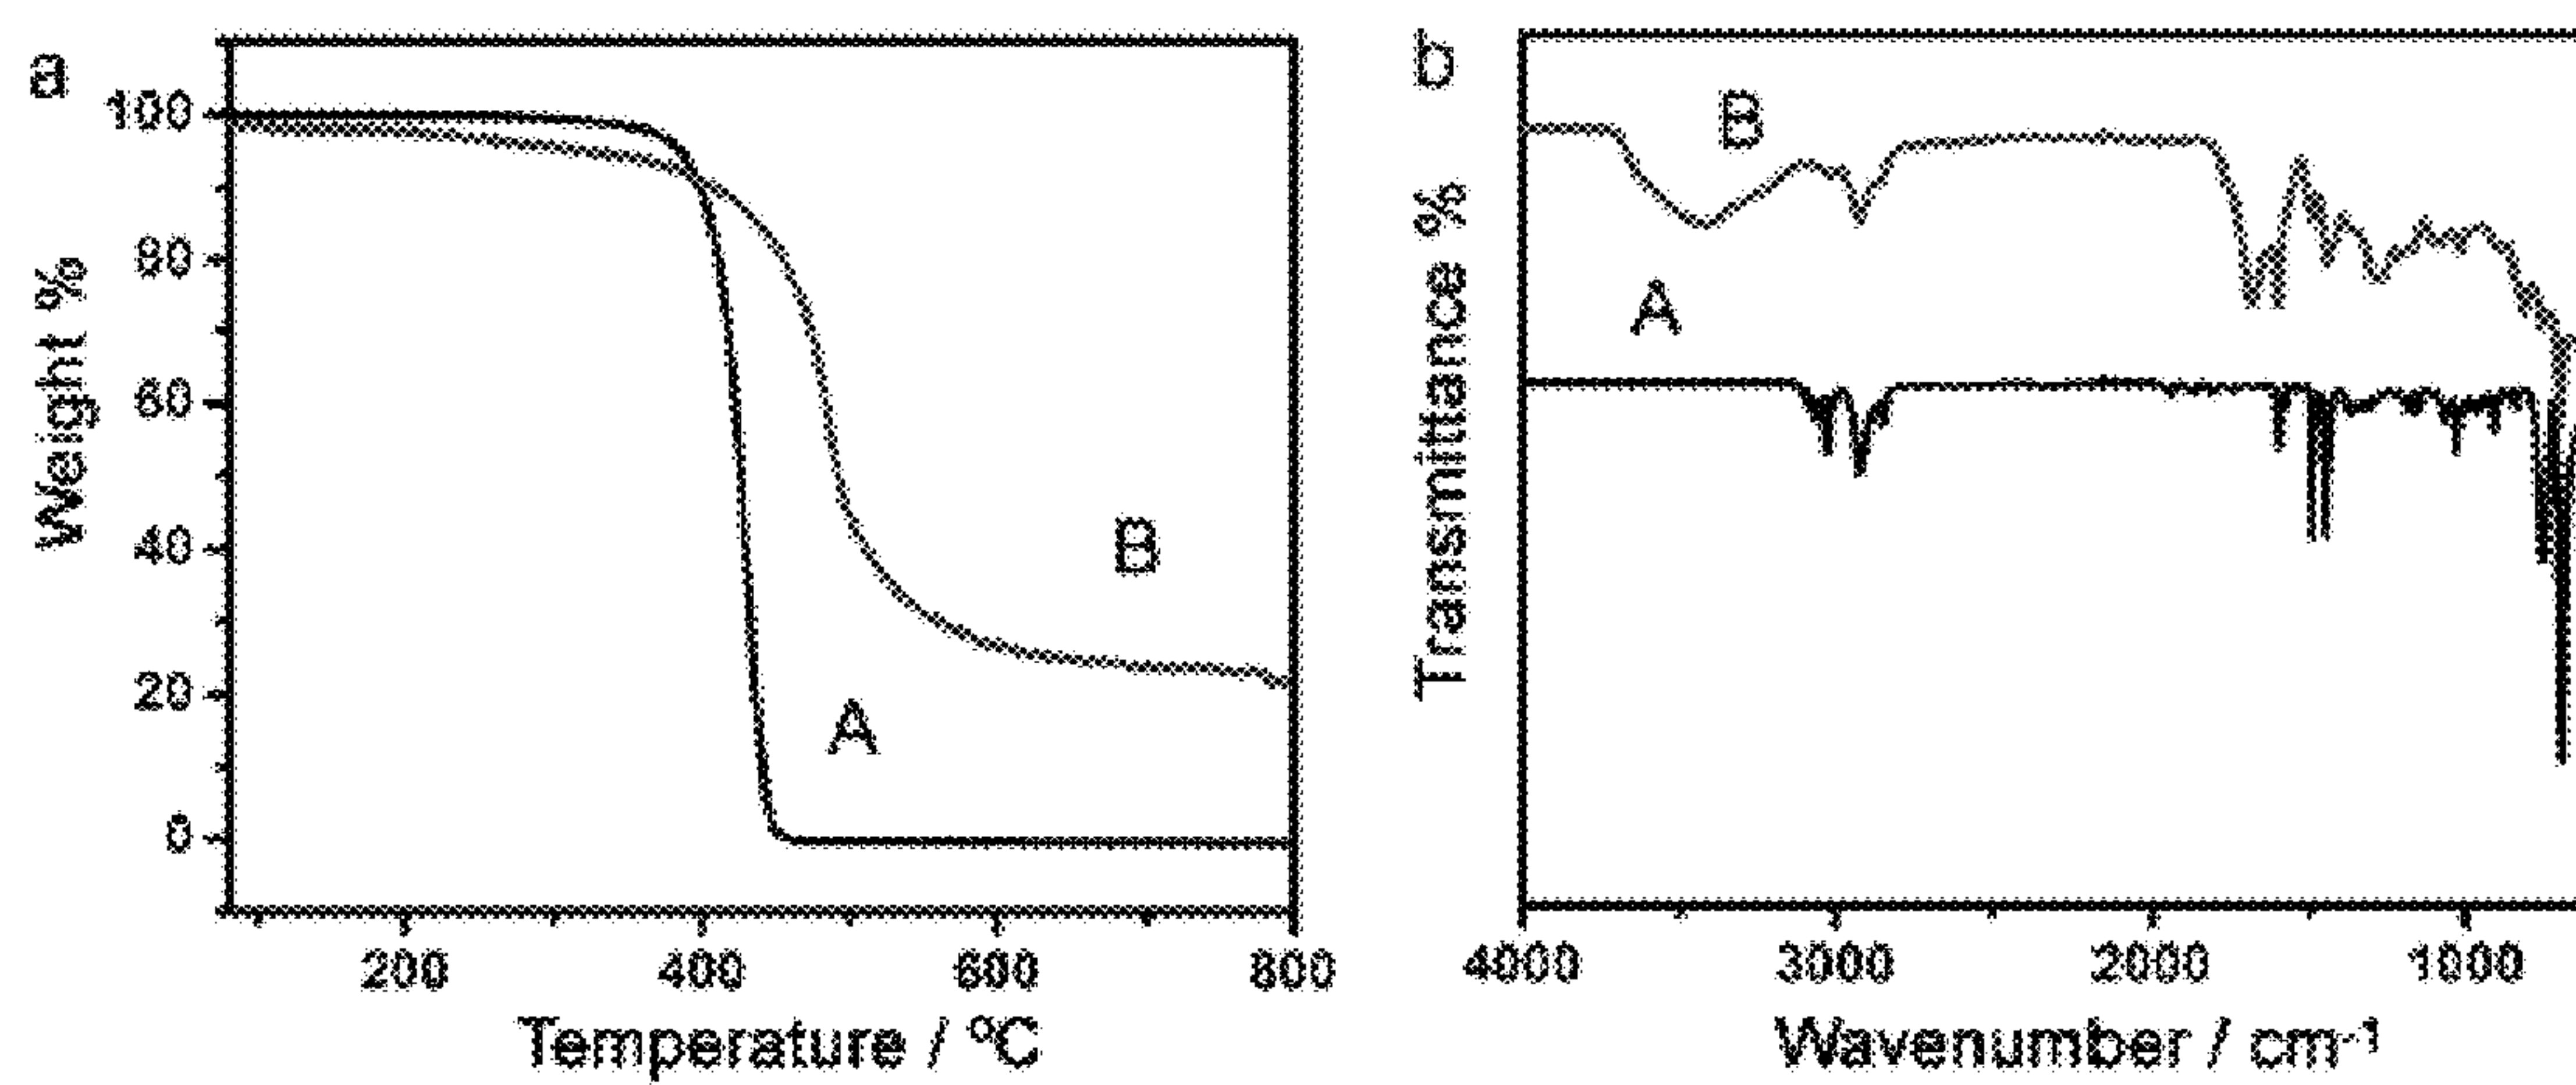 a
100
80
60
40
20
0
Weight %
B
A
200 400 600 800
Temperature / ºC
b
B
A
Transmittance %
4000 3000 2000 1000
Wavenumber / cm-1